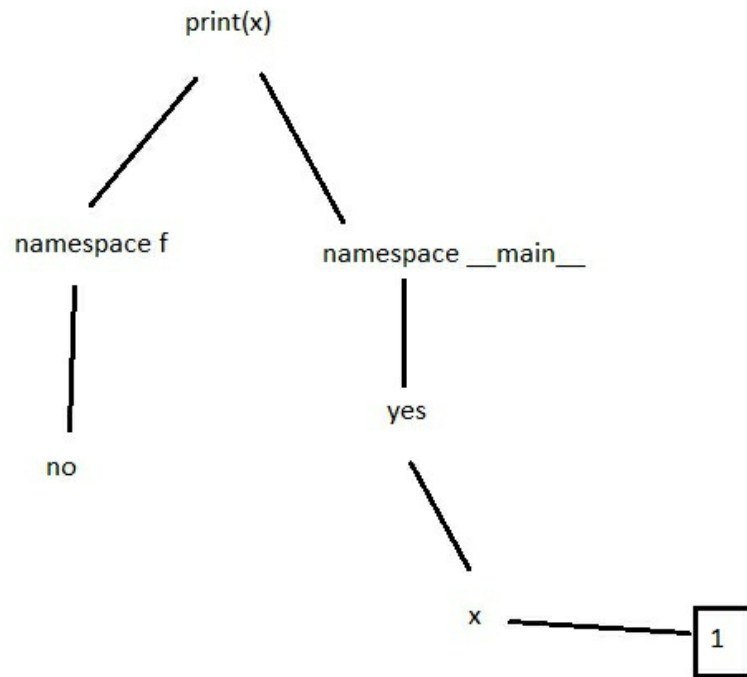 print(x)
namespace f
namespace __main__
yes
no
x
1